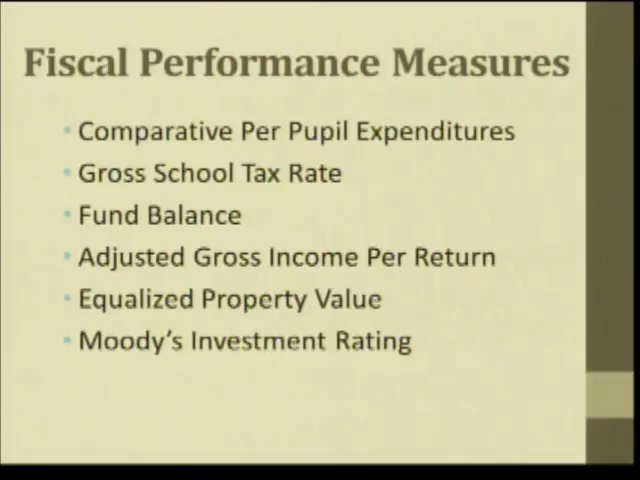 Fiscal Performance Measures
• Comparative Per Pupil Expenditures
• Gross School Tax Rate
• Fund Balance
• Adjusted Gross Income Per Return
• Equalized Property Value
• Moody's Investment Rating